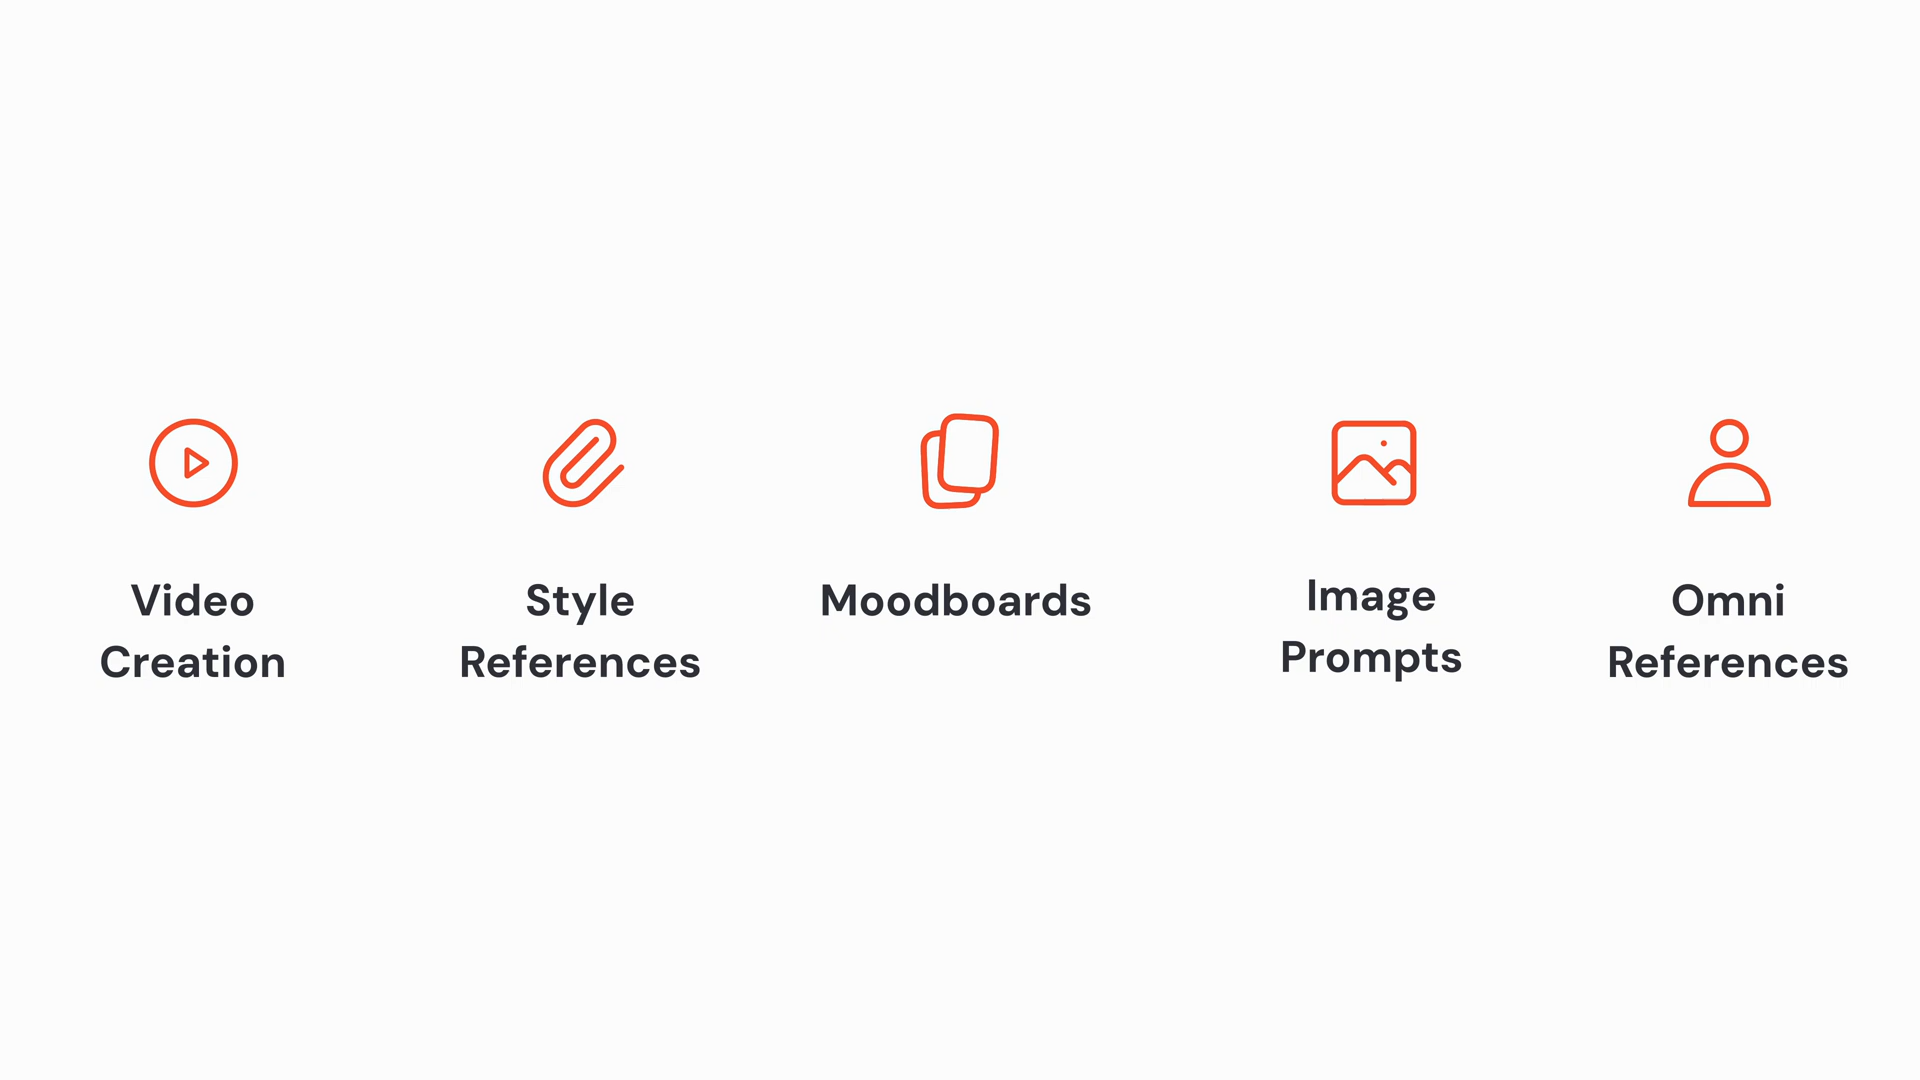 Video
Creation
Style
References
Moodboards
Image
Prompts
Omni
References